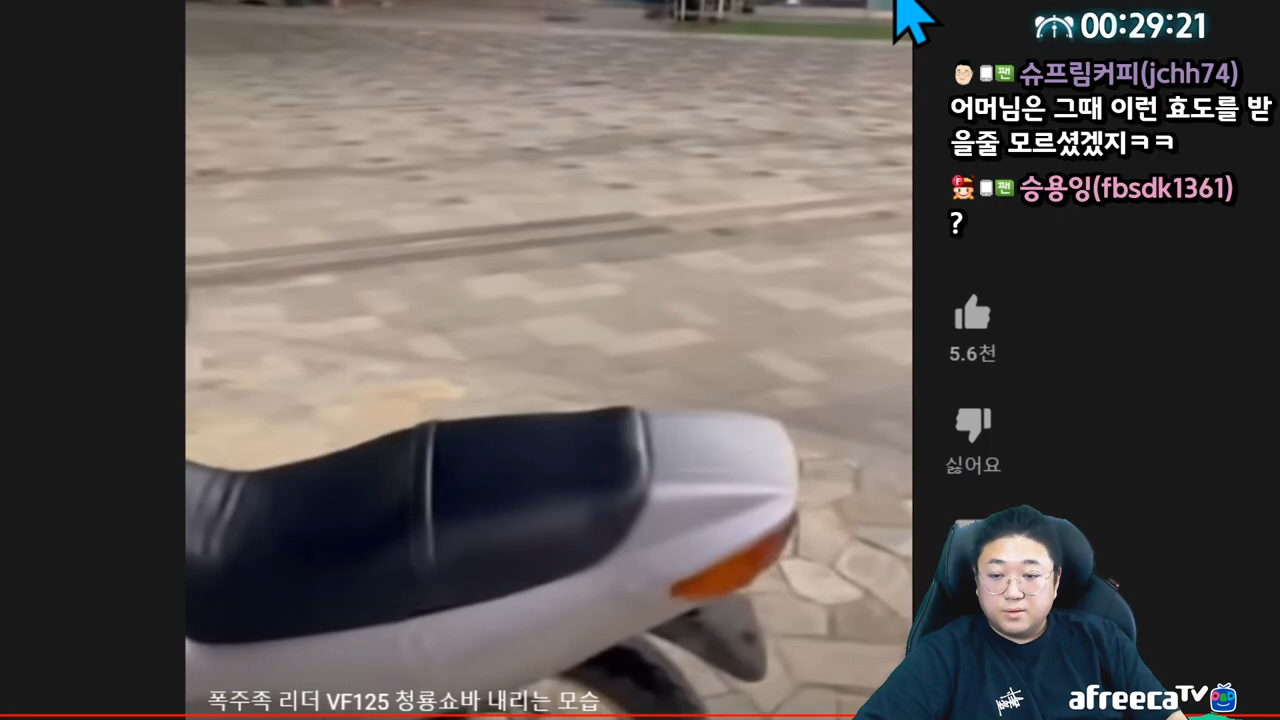 00:29:21
슈프림커피(jchh74)
어머님은 그때 이런 효도를 받
을줄 모르셨겠지ㅋㅋ
승용잉(fbsdk1361)
?
5.6천
싫어요
폭주족 리더 VF125 청룡쇼바 내리는 모습
afreecaTV